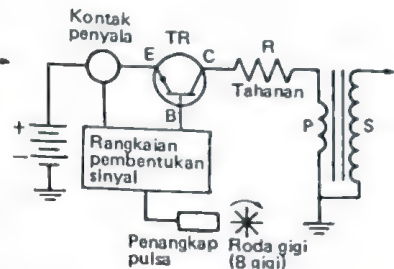 Kontak
penyala
E
TR
C
R
Tahanan
B
P
S
+
−
Rangkaian
pembentukan
sinyal
Penangkap
pulsa
Roda gigi
(8 gigi)